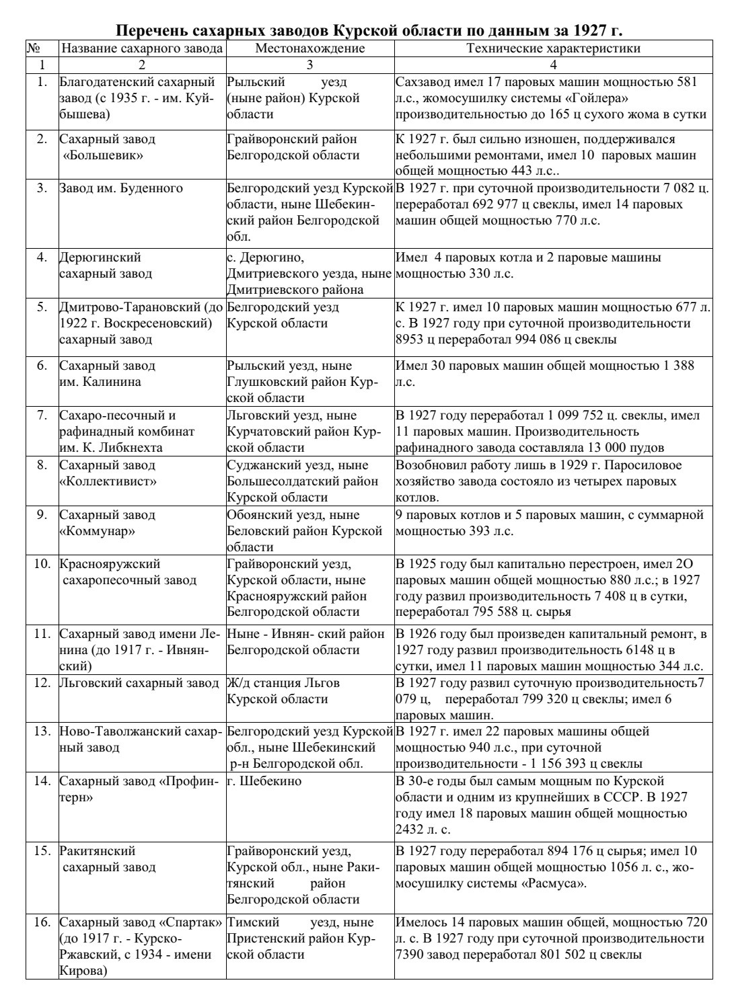 Перечень сахарных заводов Курской области по данным за 1927 г.
№ Название сахарного завода Местонахождение Технические характеристики
1 2 3 4
1. Благодатенский сахарный Рыльский уезд Сахзавод имел 17 паровых машин мощностью 581
завод (с 1935 г. - им. Куй- (ныне район) Курской л.с., жомосушилку системы «Гойлера»
бышева) области производительностью до 165 ц сухого жома в сутки
2. Сахарный завод Грайворонский район К 1927 г. был сильно изношен, поддерживался
«Большевик» Белгородской области небольшими ремонтами, имел 10 паровых машин
общей мощностью 443 л.с..
3. Завод им. Буденного Белгородский уезд Курской В 1927 г. при суточной производительности 7 082 ц.
области, ныне Шебекин- переработал 692 977 ц свеклы, имел 14 паровых
ский район Белгородской машин общей мощностью 770 л.с.
обл.
4. Дерюгинский с. Дерюгино, Имел 4 паровых котла и 2 паровые машины
сахарный завод Дмитриевского уезда, ныне мощностью 330 л.с.
Дмитриевского района
5. Дмитрово-Тарановский (до Белгородский уезд К 1927 г. имел 10 паровых машин мощностью 677 л.
1922 г. Воскресеновский) Курской области с. В 1927 году при суточной производительности
сахарный завод 8953 ц переработал 994 086 ц свеклы
6. Сахарный завод Рыльский уезд, ныне Имел 30 паровых машин общей мощностью 1 388
им. Калинина Глушковский район Кур- л.с.
ской области
7. Сахаро-песочный и Льговский уезд, ныне В 1927 году переработал 1 099 752 ц. свеклы, имел
рафинадный комбинат Курчатовский район Кур- 11 паровых машин. Производительность
им. К. Либкнехта ской области рафинадного завода составляла 13 000 пудов
8. Сахарный завод Суджанский уезд, ныне Возобновил работу лишь в 1929 г. Паросиловое
«Коллективист» Большесолдатский район хозяйство завода состояло из четырех паровых
Курской области котлов.
9. Сахарный завод Обоянский уезд, ныне 9 паровых котлов и 5 паровых машин, с суммарной
«Коммунар» Беловский район Курской мощностью 393 л.с.
области
10. Краснояружский Грайворонский уезд, В 1925 году был капитально перестроен, имел 2О
сахаропесочный завод Курской области, ныне паровых машин общей мощностью 880 л.с.; в 1927
Краснояружский район году развил производительность 7 408 ц в сутки,
Белгородской области переработал 795 588 ц. сырья
11. Сахарный завод имени Ле- Ныне - Ивнян- ский район В 1926 году был произведен капитальный ремонт, в
нина (до 1917 г. - Ивнян- Белгородской области 1927 году развил производительность 6148 ц в
ский) сутки, имел 11 паровых машин мощностью 344 л.с.
12. Льговский сахарный завод Ж/д станция Льгов В 1927 году развил суточную производительность7
Курской области 079 ц, переработал 799 320 ц свеклы; имел 6
паровых машин.
13. Ново-Таволжанский сахар- Белгородский уезд Курской В 1927 г. имел 22 паровых машины общей
ный завод обл., ныне Шебекинский мощностью 940 л.с., при суточной
р-н Белгородской обл. производительности - 1 156 393 ц свеклы
14. Сахарный завод «Профин- г. Шебекино В 30-е годы был самым мощным по Курской
терн» области и одним из крупнейших в СССР. В 1927
году имел 18 паровых машин общей мощностью
2432 л. с.
15. Ракитянский Грайворонский уезд, В 1927 году переработал 894 176 ц сырья; имел 10
сахарный завод Курской обл., ныне Раки- паровых машин общей мощностью 1056 л. с., жо-
тянский район мосушилку системы «Расмуса».
Белгородской области
16. Сахарный завод «Спартак» Тимский уезд, ныне Имелось 14 паровых машин общей, мощностью 720
(до 1917 г. - Курско- Пристенский район Кур- л. с. В 1927 году при суточной производительности
Ржавский, с 1934 - имени ской области 7390 завод переработал 801 502 ц свеклы
Кирова)